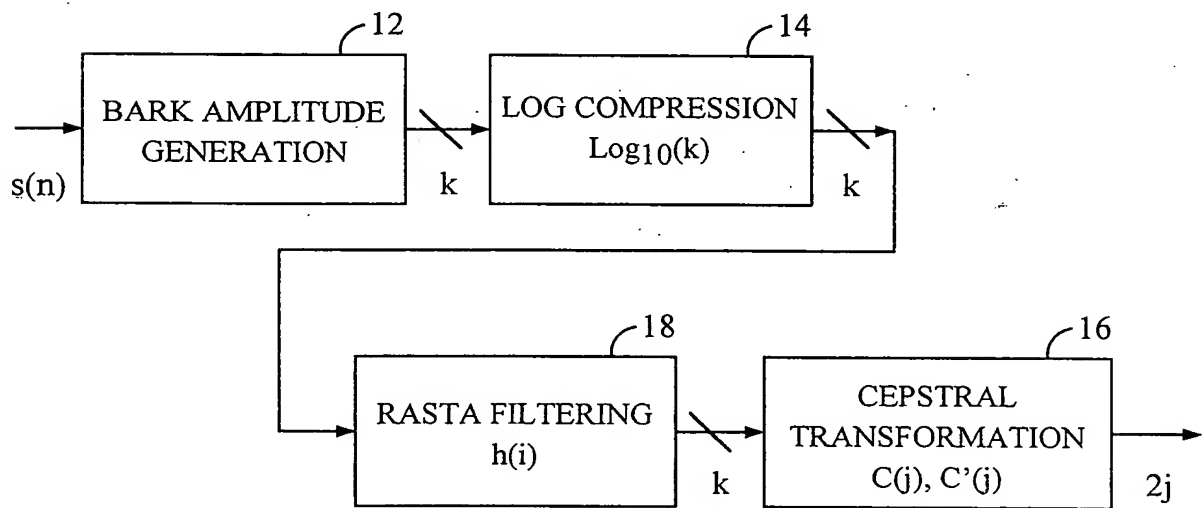 12
BARK AMPLITUDE
GENERATION
s(n)
k
14
LOG COMPRESSION
Log10(k)
k
18
RASTA FILTERING
h(i)
k
16
CEPSTRAL
TRANSFORMATION
C(j), C'(j)
2j